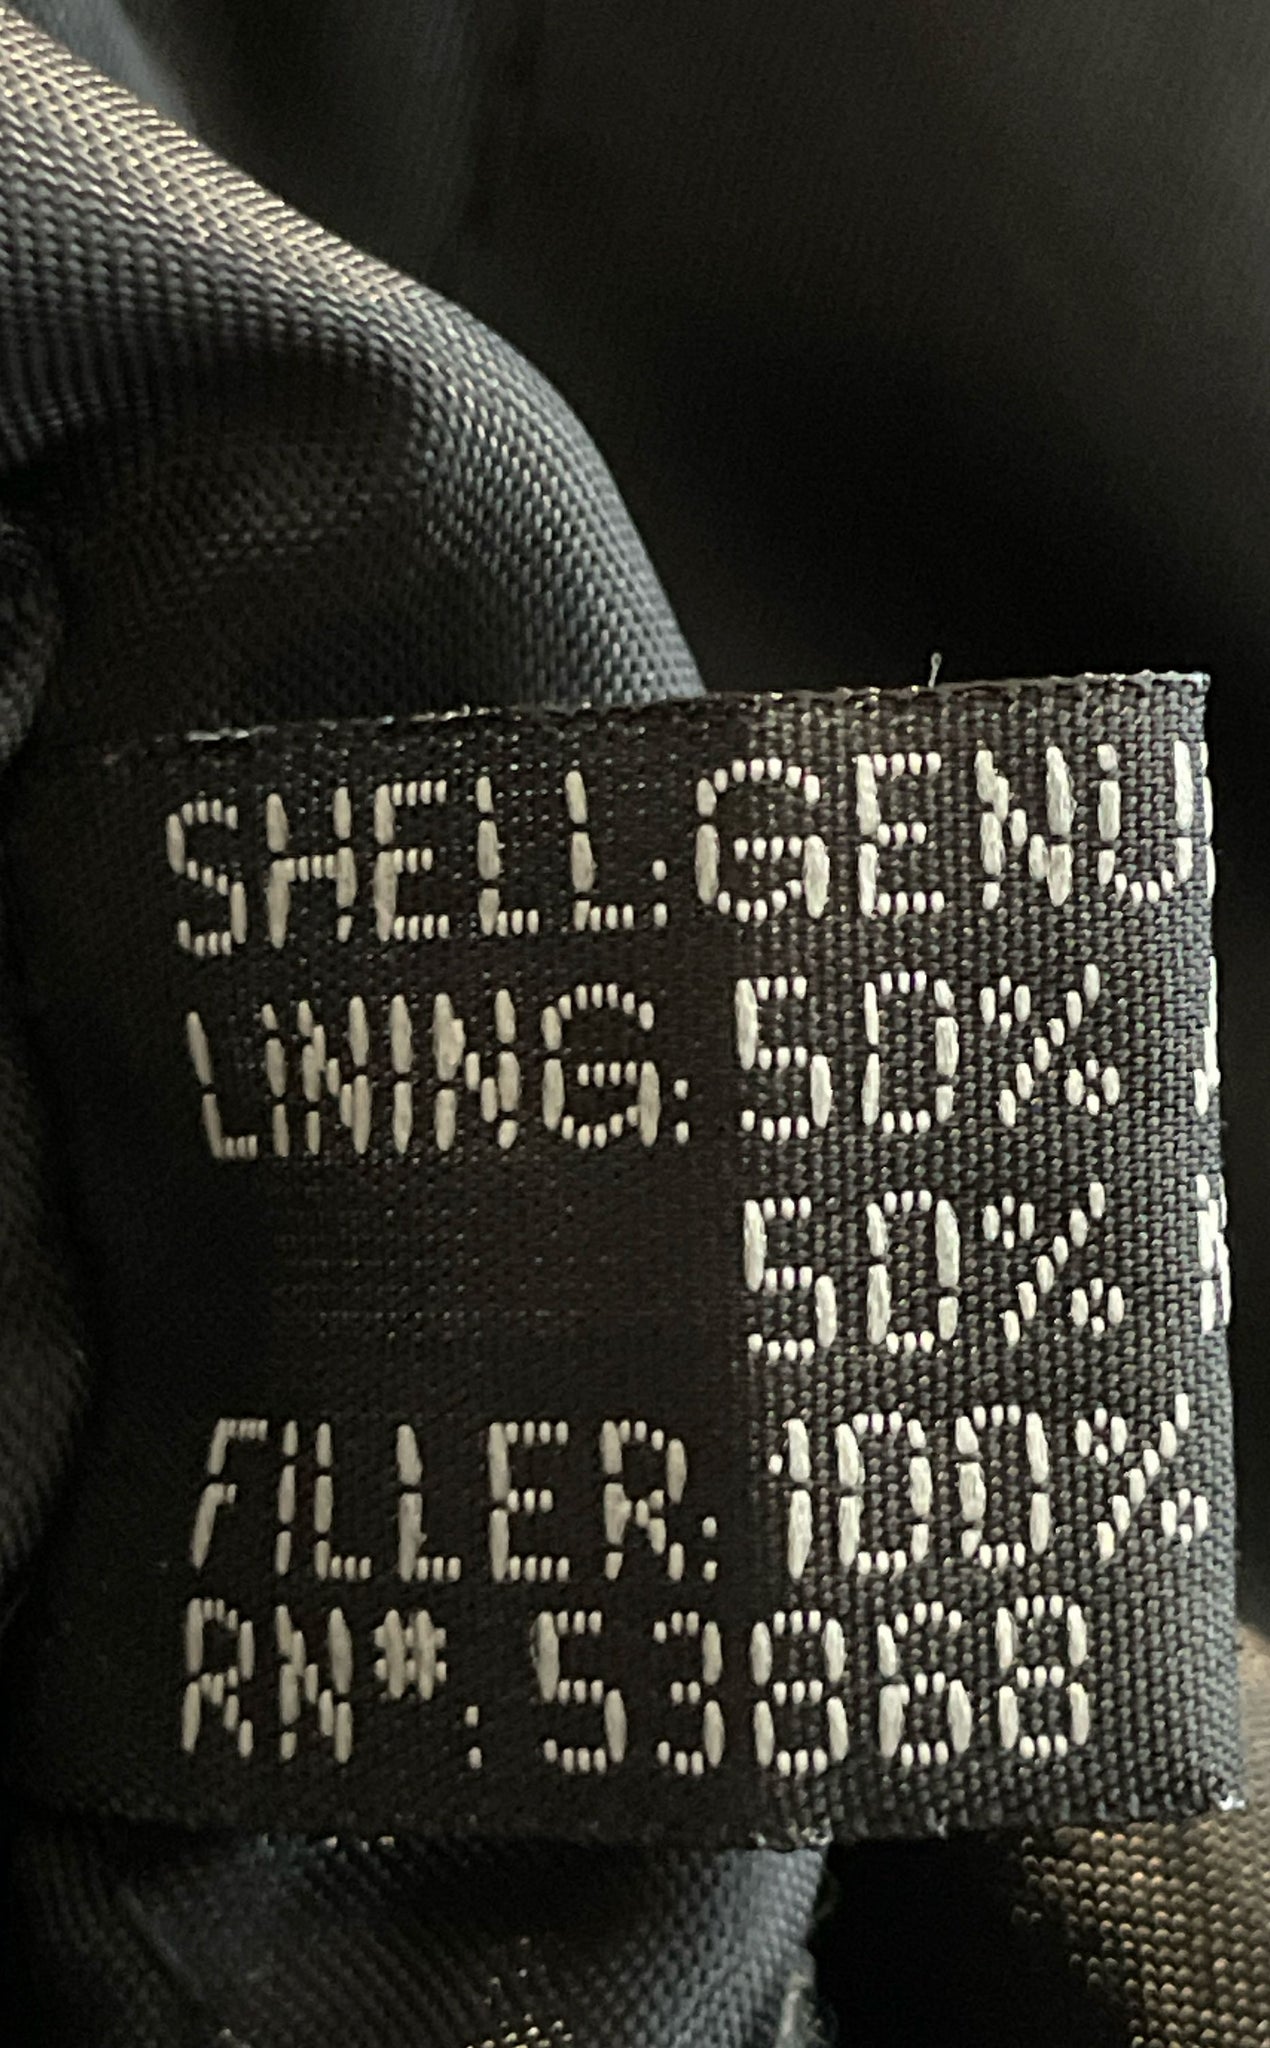 SHELL:GENU
LINING: 50%
50%
FILLER: 100%
RN#: 53868